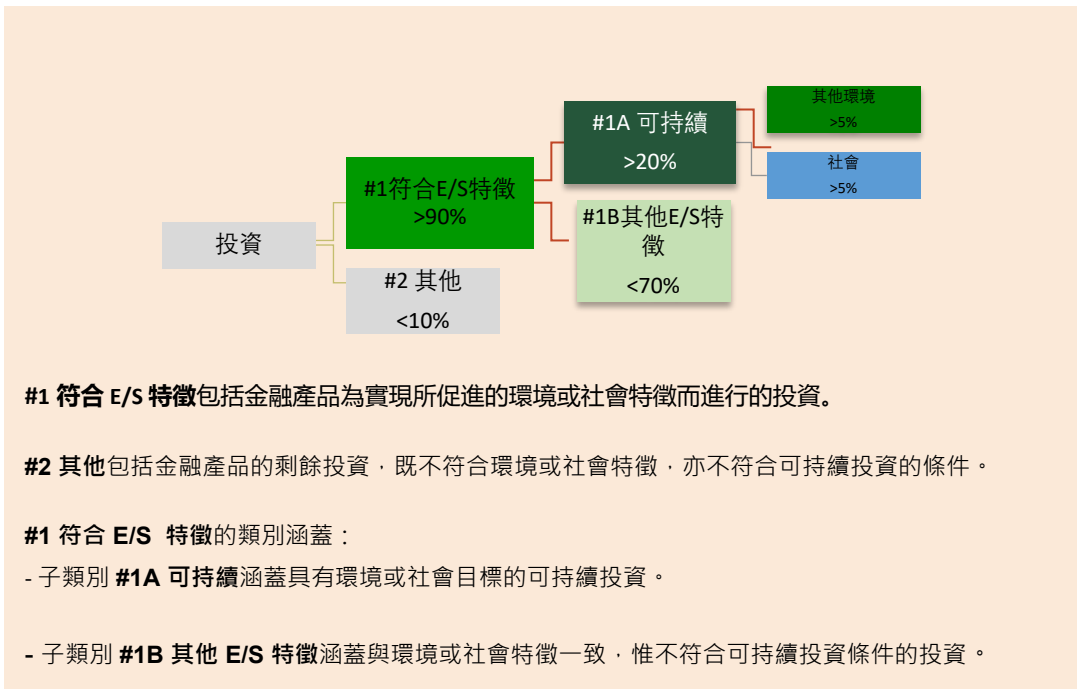 投資
#1符合E/S特徵
>90%
#2 其他
<10%
#1A 可持續
>20%
#1B其他E/S特
徵
<70%
其他環境
>5%
社會
>5%
#1 符合 E/S 特徵包括金融產品為實現所促進的環境或社會特徵而進行的投資。
#2 其他包括金融產品的剩餘投資，既不符合環境或社會特徵，亦不符合可持續投資的條件。
#1 符合 E/S 特徵的類別涵蓋：
- 子類別 #1A 可持續涵蓋具有環境或社會目標的可持續投資。
- 子類別 #1B 其他 E/S 特徵涵蓋與環境或社會特徵一致，惟不符合可持續投資條件的投資。